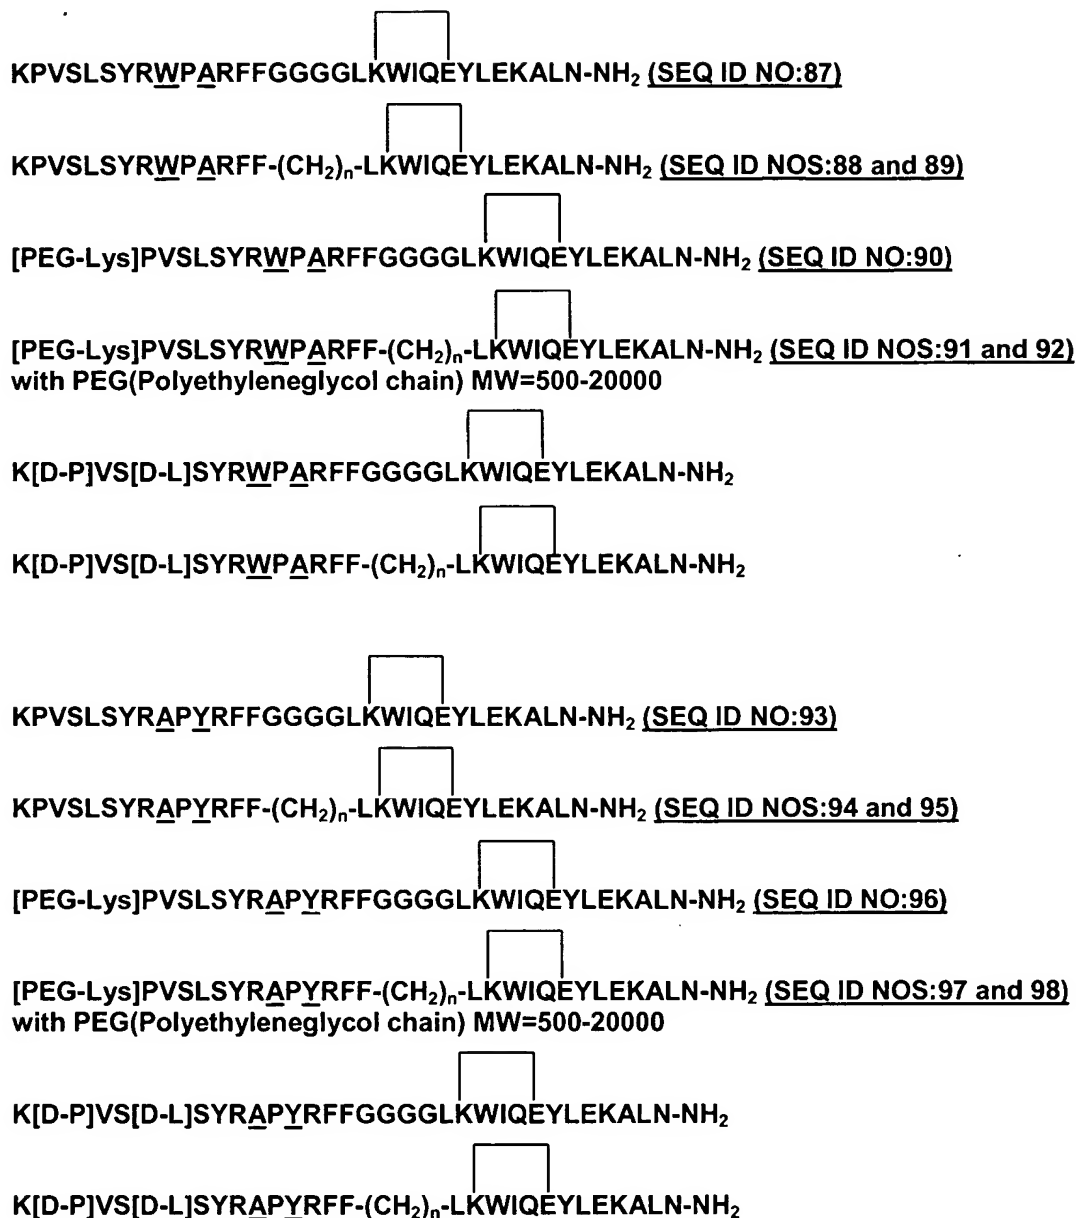 KPVSLSYRWPARFFGGGGLKWIQEYLEKALN-NH₂ (SEQ ID NO:87)
KPVSLSYRWPARFF-(CH₂)ₙ-LKWIQEYLEKALN-NH₂ (SEQ ID NOS:88 and 89)
[PEG-Lys]PVSLSYRWPARFFGGGGLKWIQEYLEKALN-NH₂ (SEQ ID NO:90)
[PEG-Lys]PVSLSYRWPARFF-(CH₂)ₙ-LKWIQEYLEKALN-NH₂ (SEQ ID NOS:91 and 92)
with PEG(Polyethyleneglycol chain) MW=500-20000
K[D-P]VS[D-L]SYRWPARFFGGGGLKWIQEYLEKALN-NH₂
K[D-P]VS[D-L]SYRWPARFF-(CH₂)ₙ-LKWIQEYLEKALN-NH₂
KPVSLSYRAPYRFFGGGGLKWIQEYLEKALN-NH₂ (SEQ ID NO:93)
KPVSLSYRAPYRFF-(CH₂)ₙ-LKWIQEYLEKALN-NH₂ (SEQ ID NOS:94 and 95)
[PEG-Lys]PVSLSYRAPYRFFGGGGLKWIQEYLEKALN-NH₂ (SEQ ID NO:96)
[PEG-Lys]PVSLSYRAPYRFF-(CH₂)ₙ-LKWIQEYLEKALN-NH₂ (SEQ ID NOS:97 and 98)
with PEG(Polyethyleneglycol chain) MW=500-20000
K[D-P]VS[D-L]SYRAPYRFFGGGGLKWIQEYLEKALN-NH₂
K[D-P]VS[D-L]SYRAPYRFF-(CH₂)ₙ-LKWIQEYLEKALN-NH₂